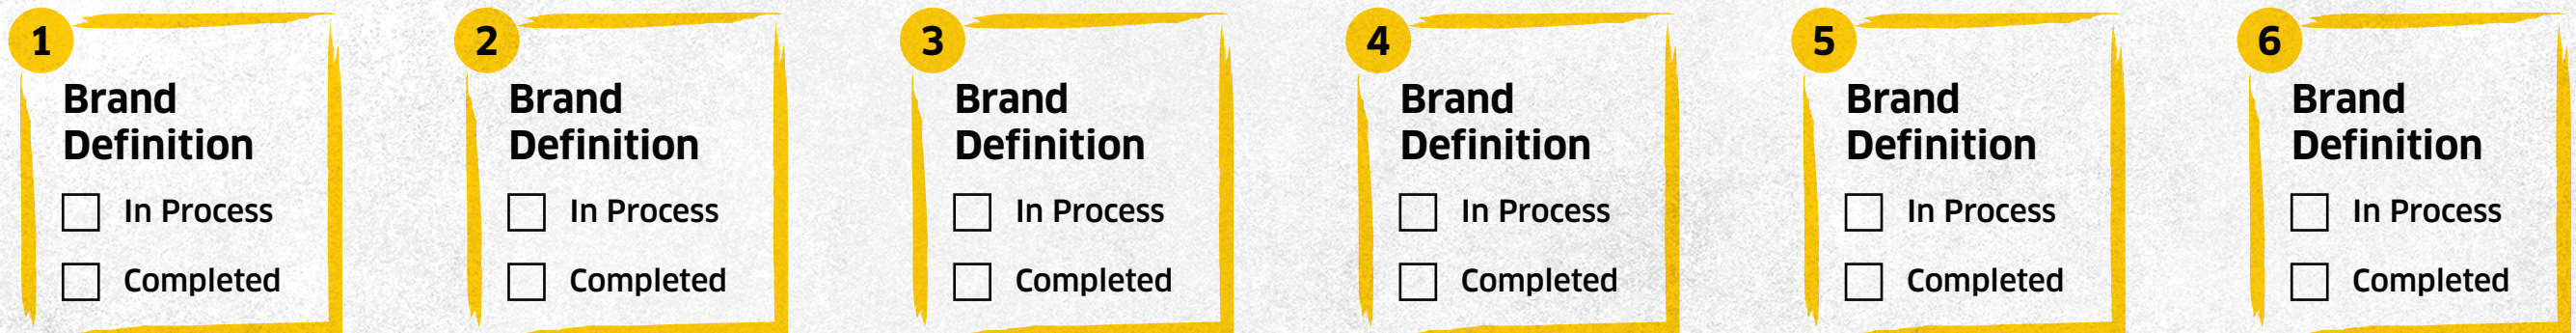 1
Brand
Definition
In Process
Completed
2
Brand
Definition
In Process
Completed
3
Brand
Definition
In Process
Completed
4
Brand
Definition
In Process
Completed
5
Brand
Definition
In Process
Completed
6
Brand
Definition
In Process
Completed